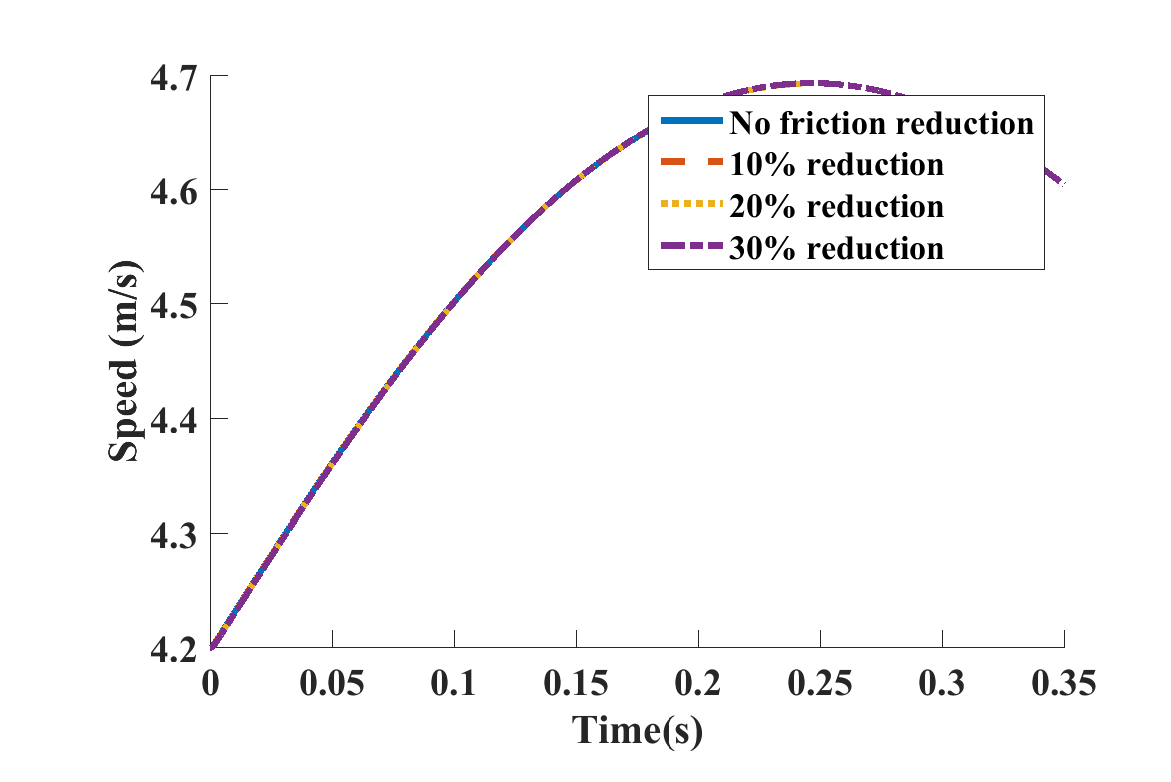 4.7
4.6
4.5
4.4
4.3
4.2
Speed (m/s)
No friction reduction
10% reduction
20% reduction
30% reduction
0 0.05 0.1 0.15 0.2 0.25 0.3 0.35
Time(s)